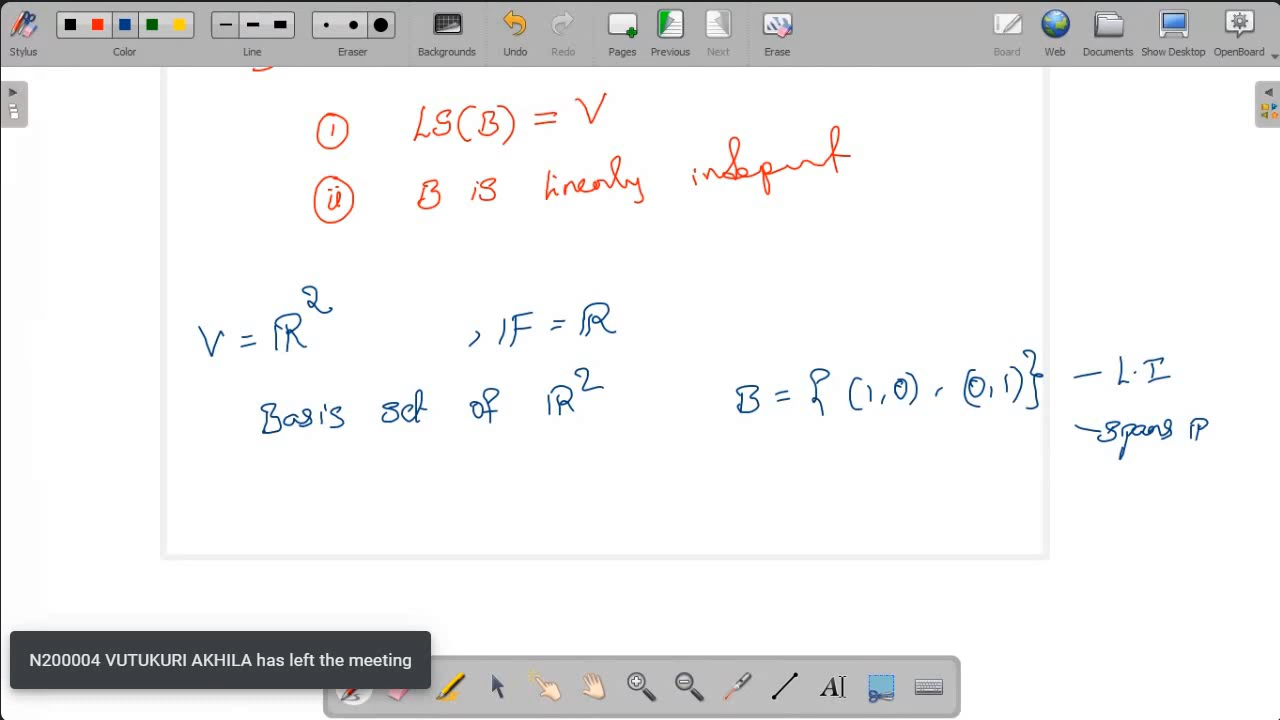 Stylus
Color
Line
Eraser
Backgrounds
Undo
Redo
Pages
Previous
Next
Erase
Board
Web
Documents
Show Desktop
OpenBoard
① LS(B) = V
ⅱ B is linearly indepent
V = ℝ² , IF = ℝ
Basis set of ℝ² B = { (1,0) , (0,1)} — L.I
— spans ℝ
N200004 VUTUKURI AKHILA has left the meeting